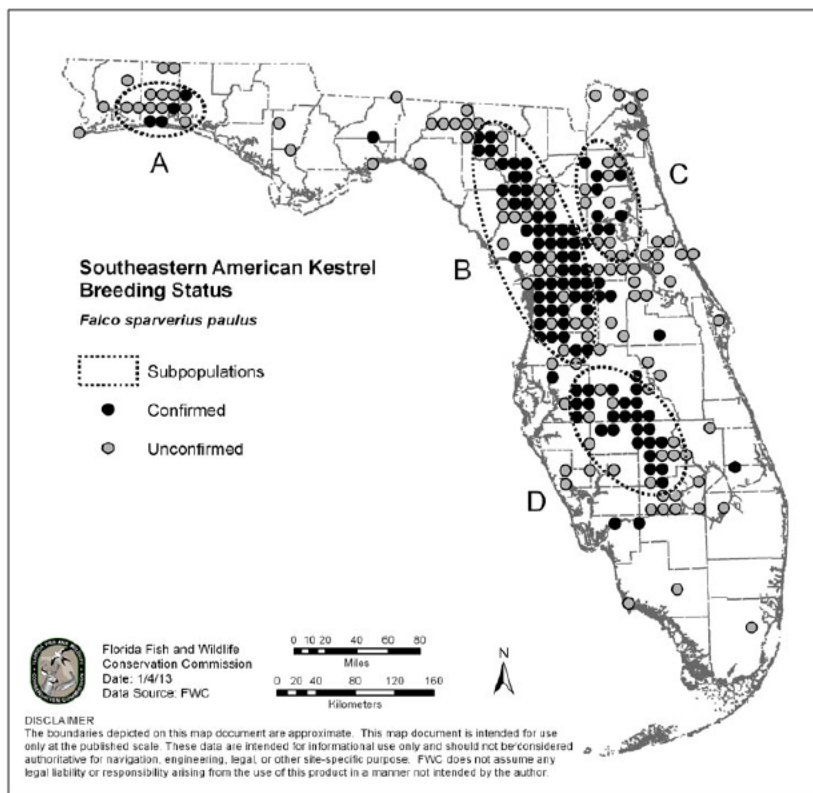 A
B
C
D
Southeastern American Kestrel
Breeding Status
Falco sparverius paulus
Subpopulations
Confirmed
Unconfirmed
Florida Fish and Wildlife
Conservation Commission
Date: 1/4/13
Data Source: FWC
0 10 20 40 60 80
Miles
0 20 40 80 120 160
Kilometers
N
DISCLAIMER
The boundaries depicted on this map document are approximate. This map document is intended for use
only at the published scale. These data are intended for informational use only and should not be considered
authoritative for navigation, engineering, legal, or other site-specific purpose. FWC does not assume any
legal liability or responsibility arising from the use of this product in a manner not intended by the author.